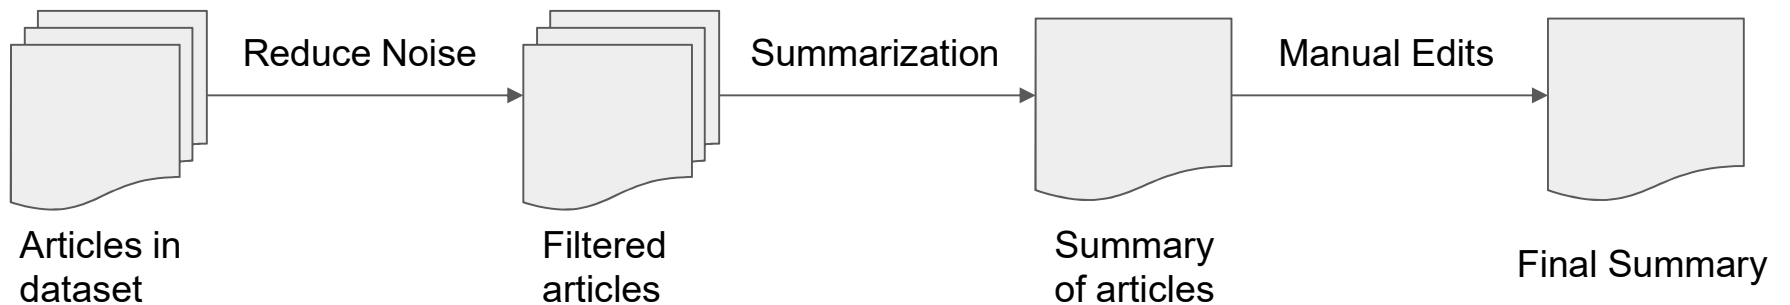 Reduce Noise
Summarization
Manual Edits
Articles in
dataset
Filtered
articles
Summary
of articles
Final Summary